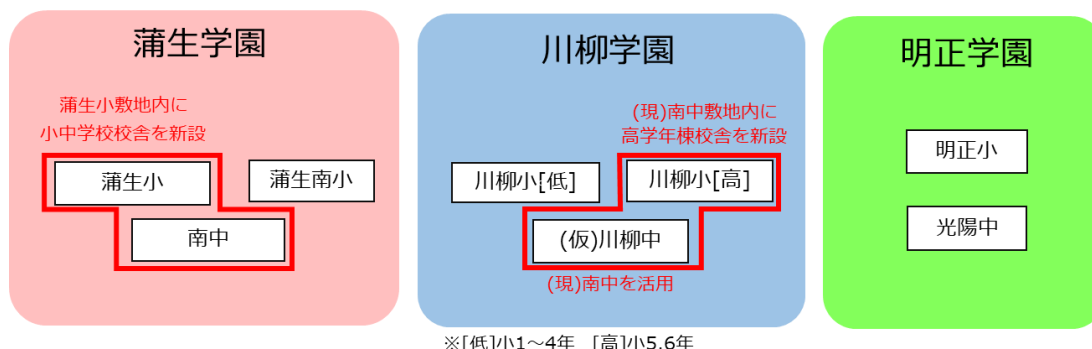 蒲生学園
蒲生小敷地内に
小中学校校舎を新設
蒲生小
蒲生南小
南中
川柳学園
(現)南中敷地内に
高学年棟校舎を新設
川柳小[低]
川柳小[高]
(仮)川柳中
(現)南中を活用
明正学園
明正小
光陽中
※[低]小1～4年 [高]小5,6年